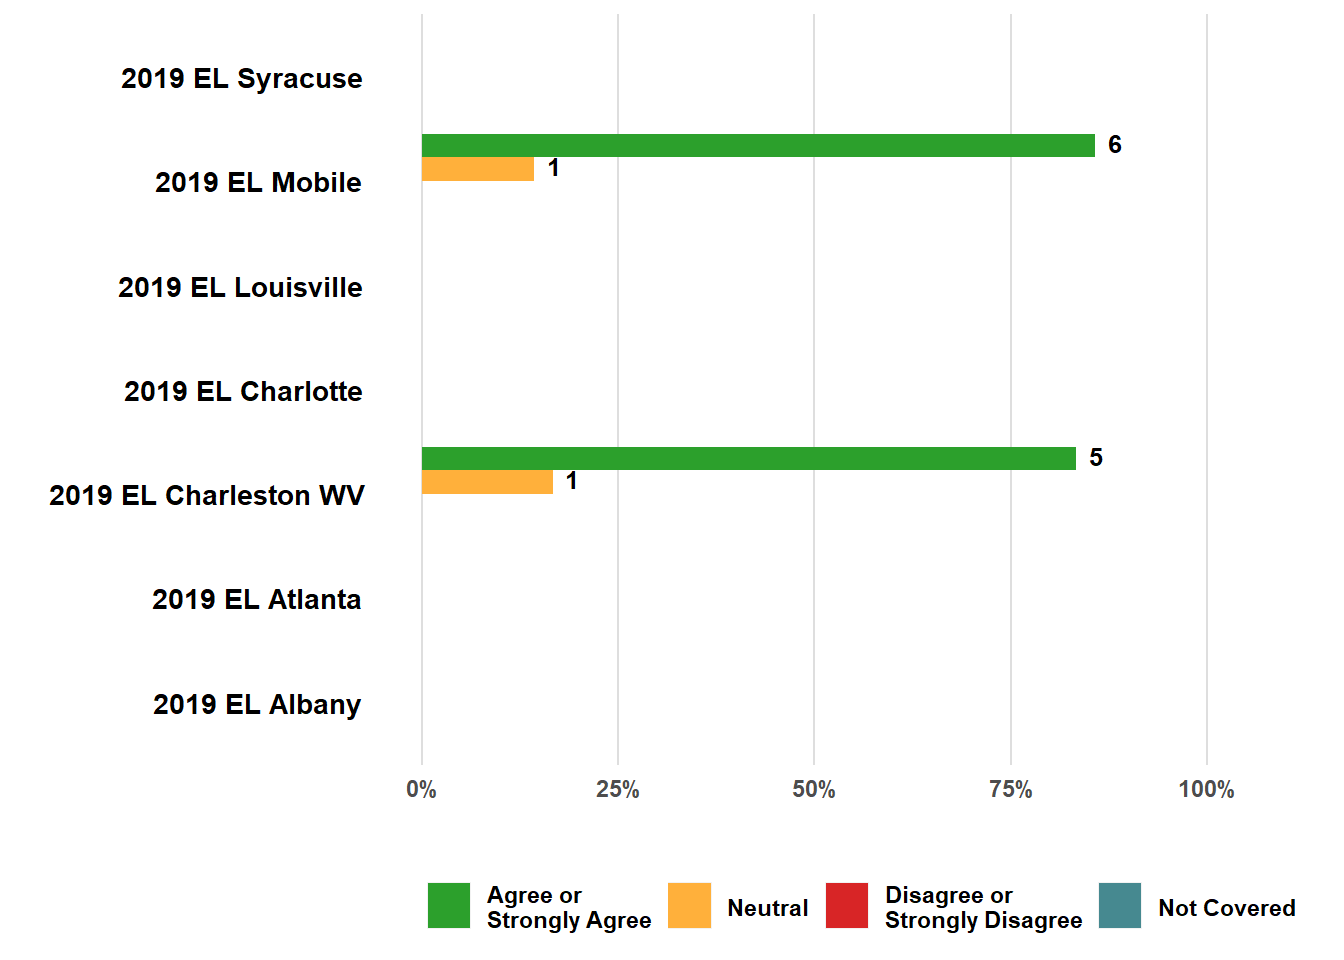 2019 EL Syracuse
6
1
2019 EL Mobile
2019 EL Louisville
2019 EL Charlotte
5
1
2019 EL Charleston WV
2019 EL Atlanta
2019 EL Albany
0% 25% 50% 75% 100%
Agree or
Strongly Agree
Neutral
Disagree or
Strongly Disagree
Not Covered